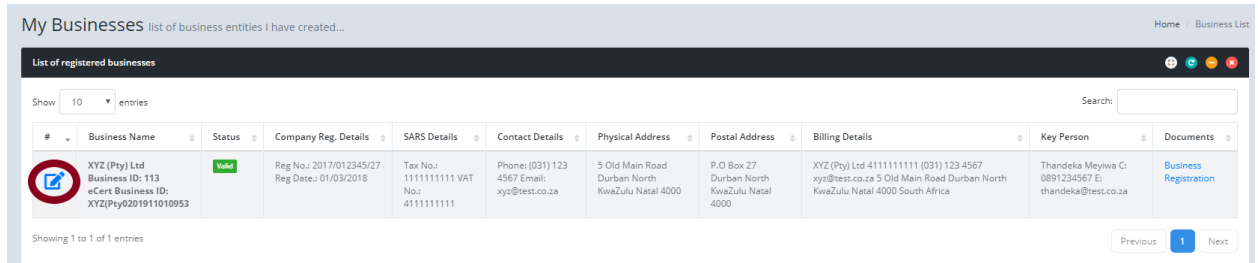 My Businesses list of business entities I have created...
Home / Business List
List of registered businesses
Show 10 entries
Search:
# Business Name Status Company Reg. Details SARS Details Contact Details Physical Address Postal Address Billing Details Key Person Documents
XYZ (Pty) Ltd
Business ID: 113
eCert Business ID:
XYZ(Pty0201911010953
Valid
Reg No.: 2017/012345/27
Reg Date.: 01/03/2018
Tax No.:
1111111111 VAT
No.:
4111111111
Phone: (031) 123
4567 Email:
xyz@test.co.za
5 Old Main Road
Durban North
KwaZulu Natal 4000
P.O Box 27
Durban North
KwaZulu Natal
4000
XYZ (Pty) Ltd 4111111111 (031) 123 4567
xyz@test.co.za 5 Old Main Road Durban North
KwaZulu Natal 4000 South Africa
Thandeka Meyiwa C:
0891234567 E:
thandeka@test.co.za
Business
Registration
Showing 1 to 1 of 1 entries
Previous 1 Next